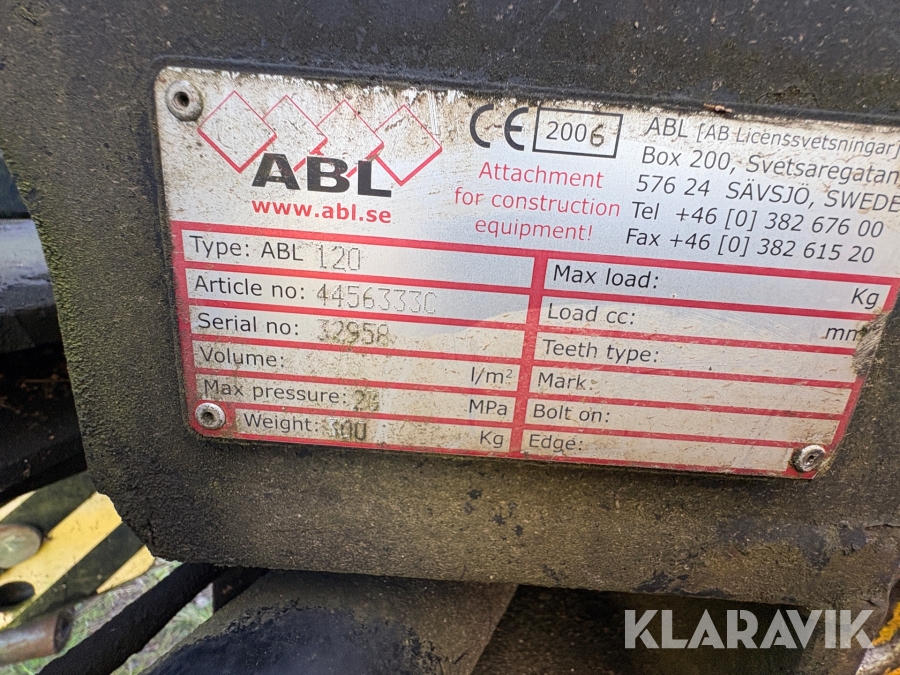 ABL
www.abl.se
CE 2006
Attachment
for construction
equipment!
ABL [AB Licenssvetsningar]
Box 200, Svetsaregatan
576 24 SÄVSJÖ, SWEDE
Tel +46 [0] 382 676 00
Fax +46 [0] 382 615 20
Type: ABL 120
Article no: 4456333C
Serial no: 32958
Volume: l/m²
Max pressure: MPa
Weight: 300 Kg
Max load: Kg
Load cc: mm
Teeth type:
Mark:
Bolt on:
Edge:
KLARAVIK